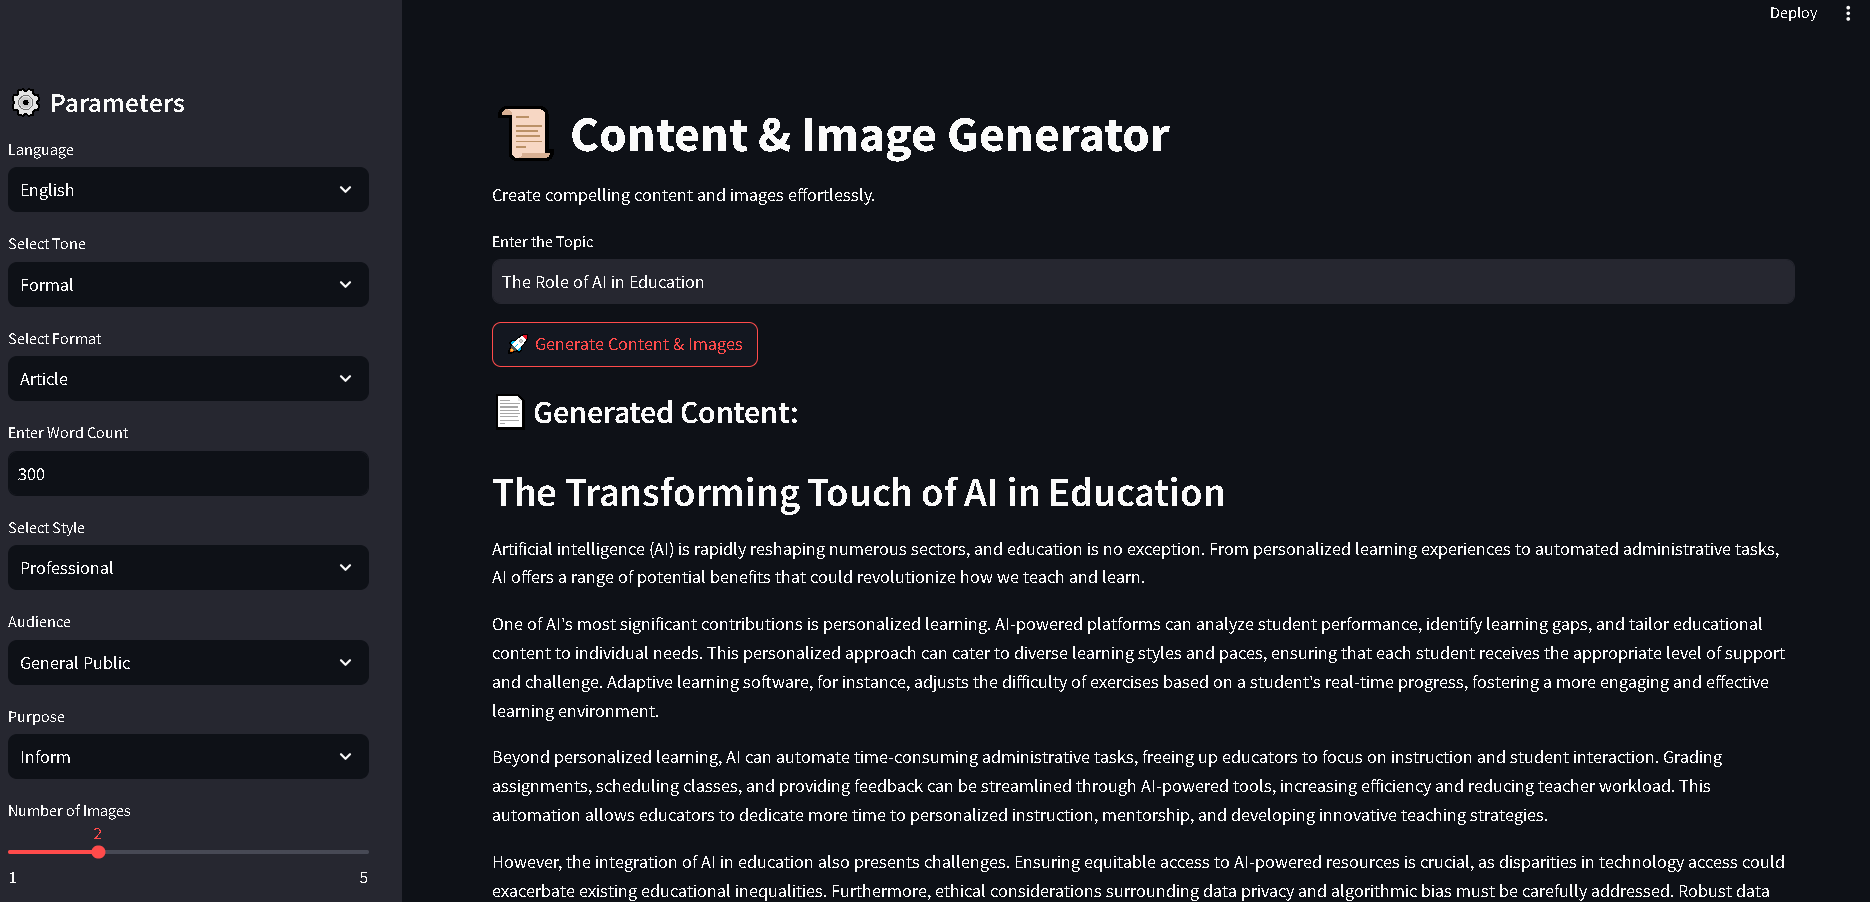 Deploy
Parameters
Language
English
Select Tone
Formal
Select Format
Article
Enter Word Count
300
Select Style
Professional
Audience
General Public
Purpose
Inform
Number of Images
2
1 5
Content & Image Generator
Create compelling content and images effortlessly.
Enter the Topic
The Role of AI in Education
Generate Content & Images
Generated Content:
The Transforming Touch of AI in Education
Artificial intelligence (AI) is rapidly reshaping numerous sectors, and education is no exception. From personalized learning experiences to automated administrative tasks,
AI offers a range of potential benefits that could revolutionize how we teach and learn.
One of AI's most significant contributions is personalized learning. AI-powered platforms can analyze student performance, identify learning gaps, and tailor educational
content to individual needs. This personalized approach can cater to diverse learning styles and paces, ensuring that each student receives the appropriate level of support
and challenge. Adaptive learning software, for instance, adjusts the difficulty of exercises based on a student's real-time progress, fostering a more engaging and effective
learning environment.
Beyond personalized learning, AI can automate time-consuming administrative tasks, freeing up educators to focus on instruction and student interaction. Grading
assignments, scheduling classes, and providing feedback can be streamlined through AI-powered tools, increasing efficiency and reducing teacher workload. This
automation allows educators to dedicate more time to personalized instruction, mentorship, and developing innovative teaching strategies.
However, the integration of AI in education also presents challenges. Ensuring equitable access to AI-powered resources is crucial, as disparities in technology access could
exacerbate existing educational inequalities. Furthermore, ethical considerations surrounding data privacy and algorithmic bias must be carefully addressed. Robust data